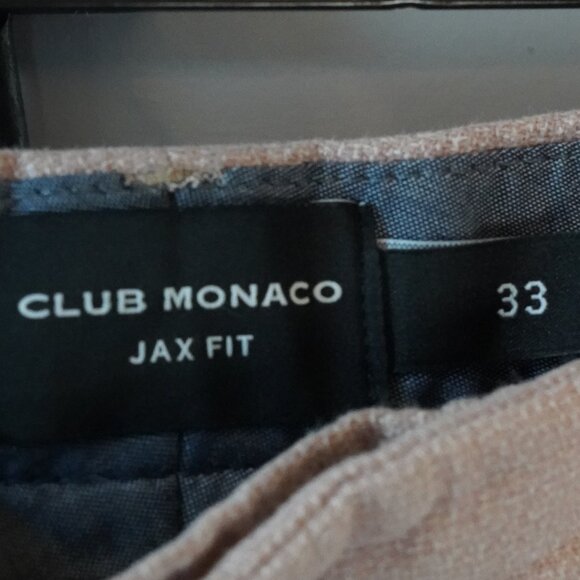 CLUB MONACO
JAX FIT
33